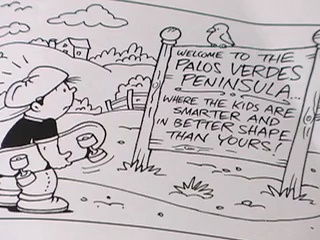 WELCOME TO THE
PALOS VERDES
PENINSULA...
WHERE THE KIDS ARE
SMARTER AND
IN BETTER SHAPE
THAN YOURS!